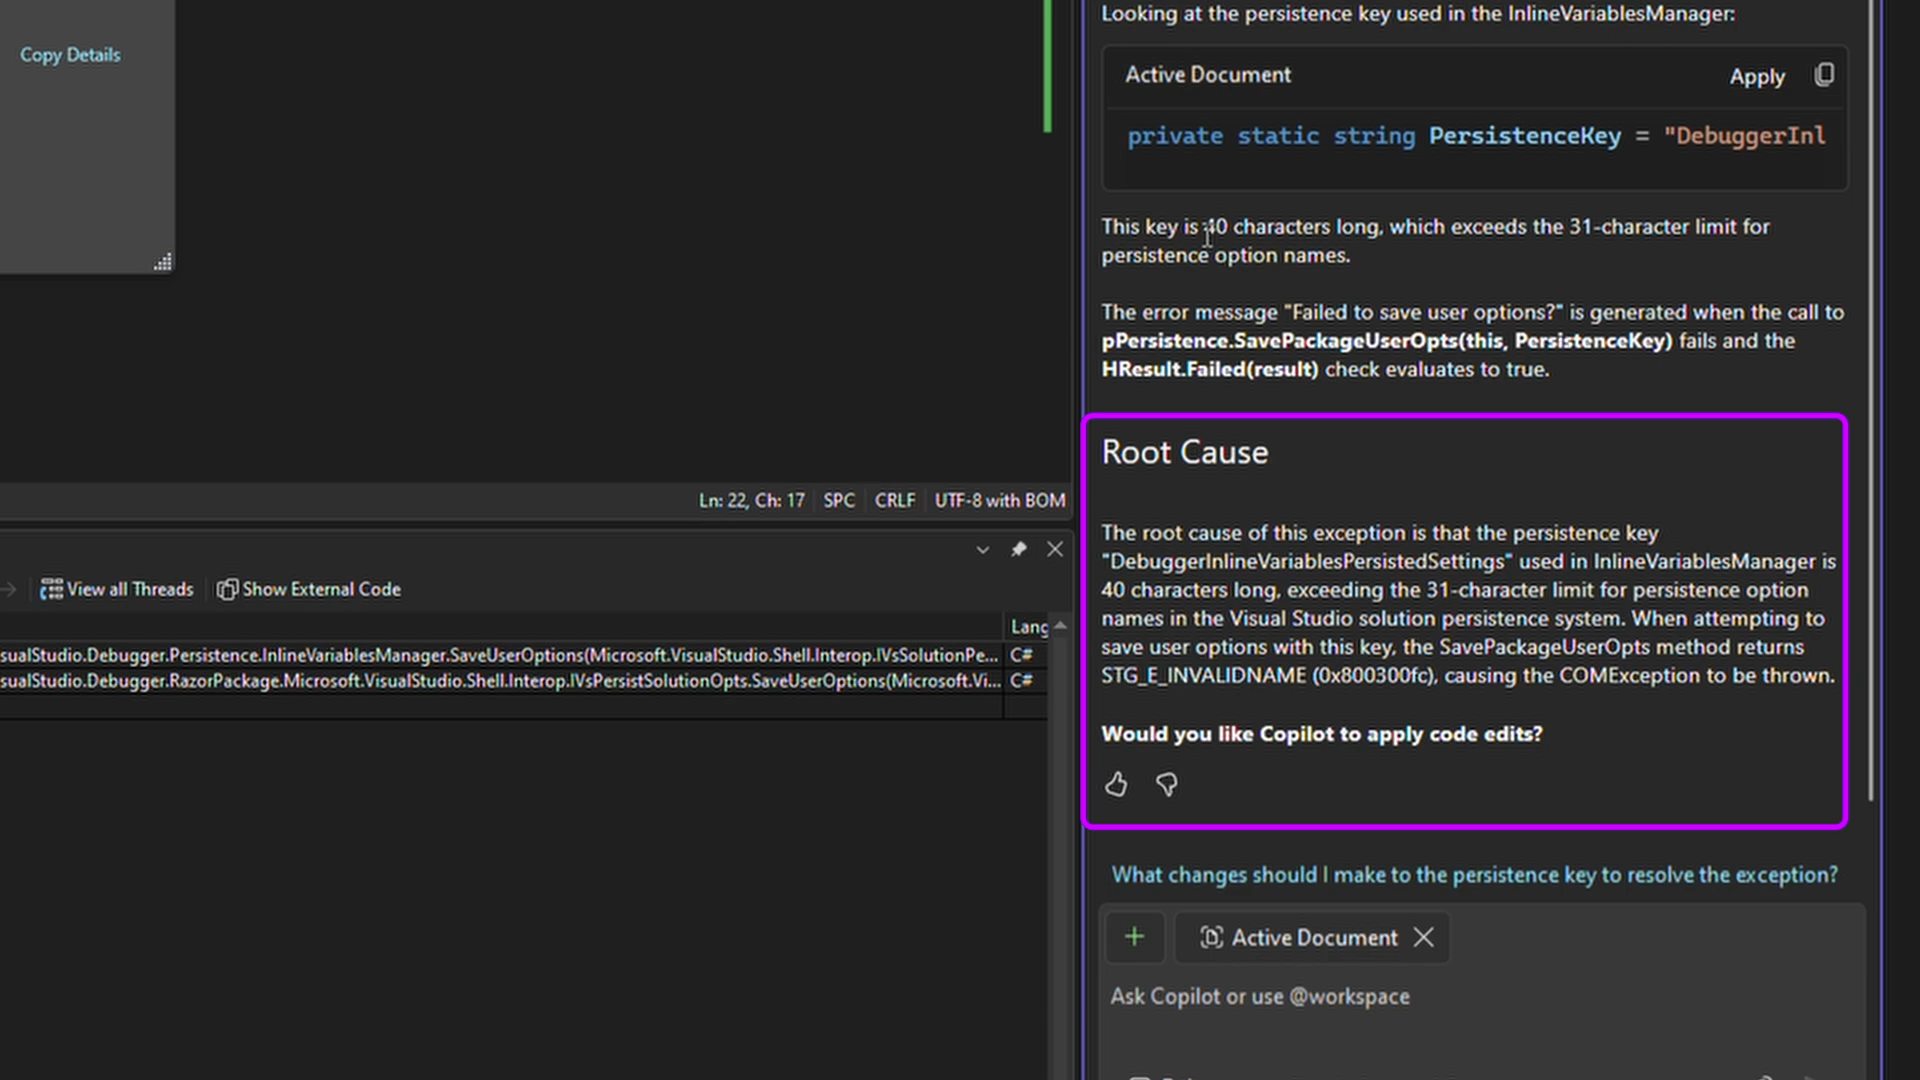 Copy Details
Ln: 22, Ch: 17 SPC CRLF UTF-8 with BOM
View all Threads Show External Code
Lang
sualStudio.Debugger.Persistence.InlineVariablesManager.SaveUserOptions(Microsoft.VisualStudio.Shell.Interop.IVsSolutionPe... C#
sualStudio.Debugger.RazorPackage.Microsoft.VisualStudio.Shell.Interop.IVsPersistSolutionOpts.SaveUserOptions(Microsoft.Vi... C#
Looking at the persistence key used in the InlineVariablesManager:
Active Document Apply
private static string PersistenceKey = "DebuggerInl
This key is 40 characters long, which exceeds the 31-character limit for
persistence option names.
The error message "Failed to save user options?" is generated when the call to
pPersistence.SavePackageUserOpts(this, PersistenceKey) fails and the
HResult.Failed(result) check evaluates to true.
Root Cause
The root cause of this exception is that the persistence key
"DebuggerInlineVariablesPersistedSettings" used in InlineVariablesManager is
40 characters long, exceeding the 31-character limit for persistence option
names in the Visual Studio solution persistence system. When attempting to
save user options with this key, the SavePackageUserOpts method returns
STG_E_INVALIDNAME (0x800300fc), causing the COMException to be thrown.
Would you like Copilot to apply code edits?
What changes should I make to the persistence key to resolve the exception?
Active Document
Ask Copilot or use @workspace